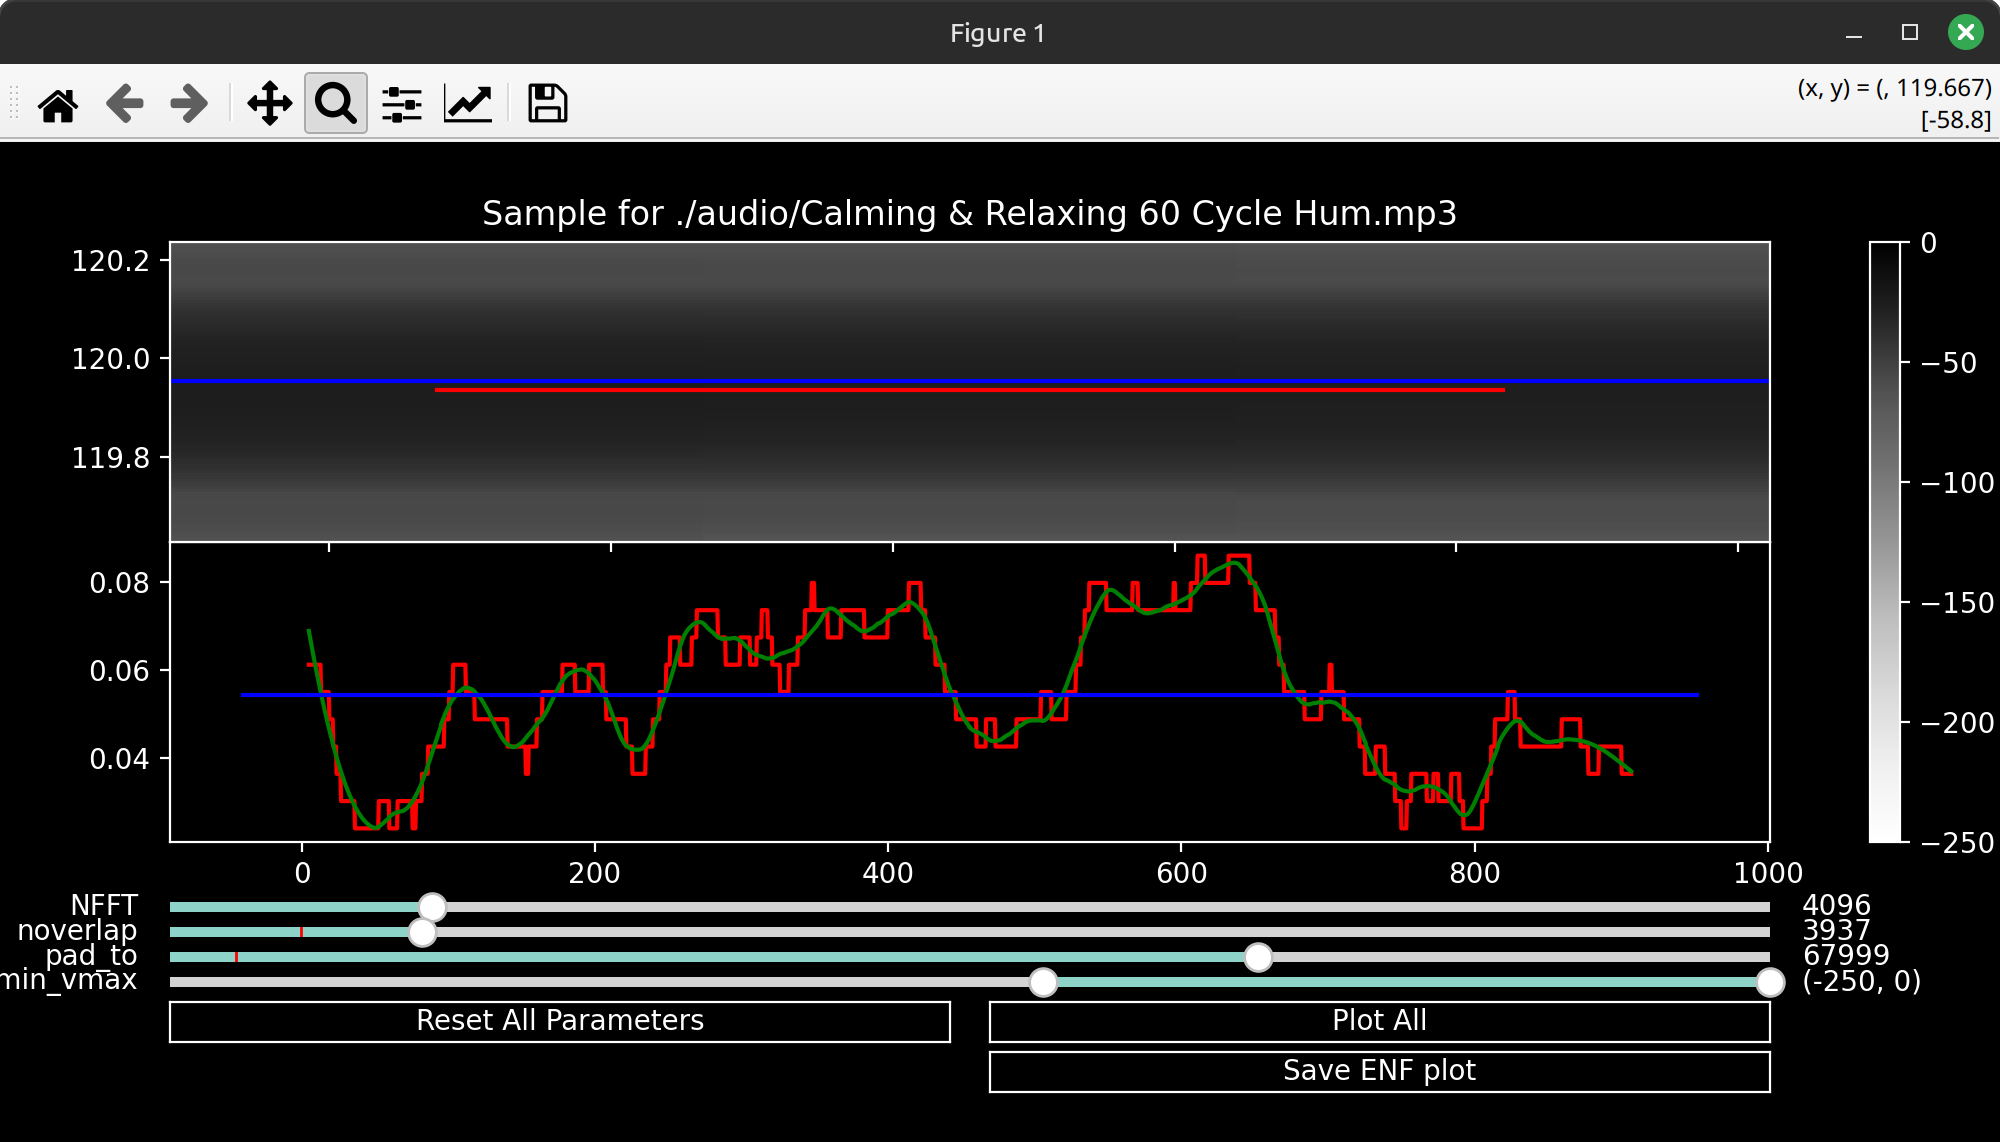 Figure 1
(x, y) = (, 119.667)
[-58.8]
Sample for ./audio/Calming & Relaxing 60 Cycle Hum.mp3
120.2
120.0
119.8
0.08
0.06
0.04
0 200 400 600 800 1000
0
−50
−100
−150
−200
−250
NFFT 4096
noverlap 3937
pad_to 67999
min_vmax (-250, 0)
Reset All Parameters Plot All
Save ENF plot